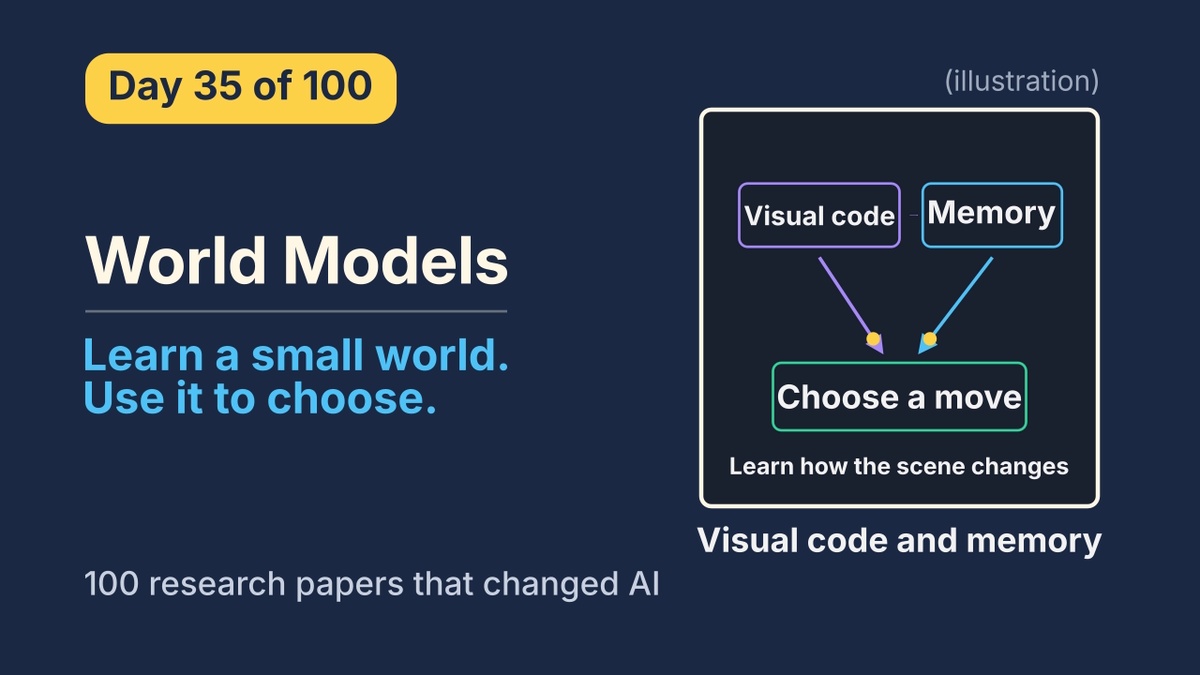 Day 35 of 100
World Models
Learn a small world.
Use it to choose.
100 research papers that changed AI
(illustration)
Visual code
Memory
Choose a move
Learn how the scene changes
Visual code and memory